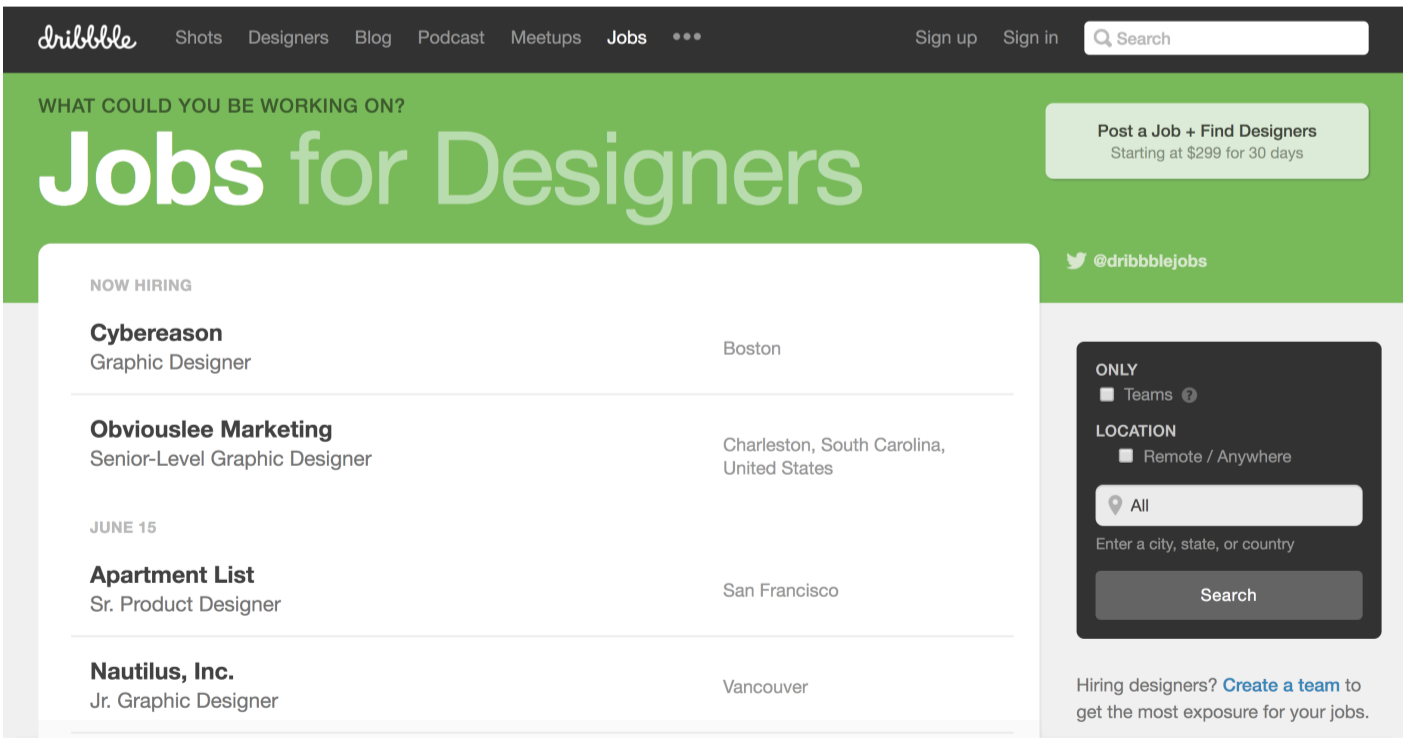 dribbble Shots Designers Blog Podcast Meetups Jobs ••• Sign up Sign in Search
WHAT COULD YOU BE WORKING ON?
Jobs for Designers
Post a Job + Find Designers
Starting at $299 for 30 days
@dribbblejobs
NOW HIRING
Cybereason
Graphic Designer
Boston
Obviouslee Marketing
Senior-Level Graphic Designer
Charleston, South Carolina,
United States
JUNE 15
Apartment List
Sr. Product Designer
San Francisco
Nautilus, Inc.
Jr. Graphic Designer
Vancouver
ONLY
Teams ?
LOCATION
Remote / Anywhere
All
Enter a city, state, or country
Search
Hiring designers? Create a team to
get the most exposure for your jobs.